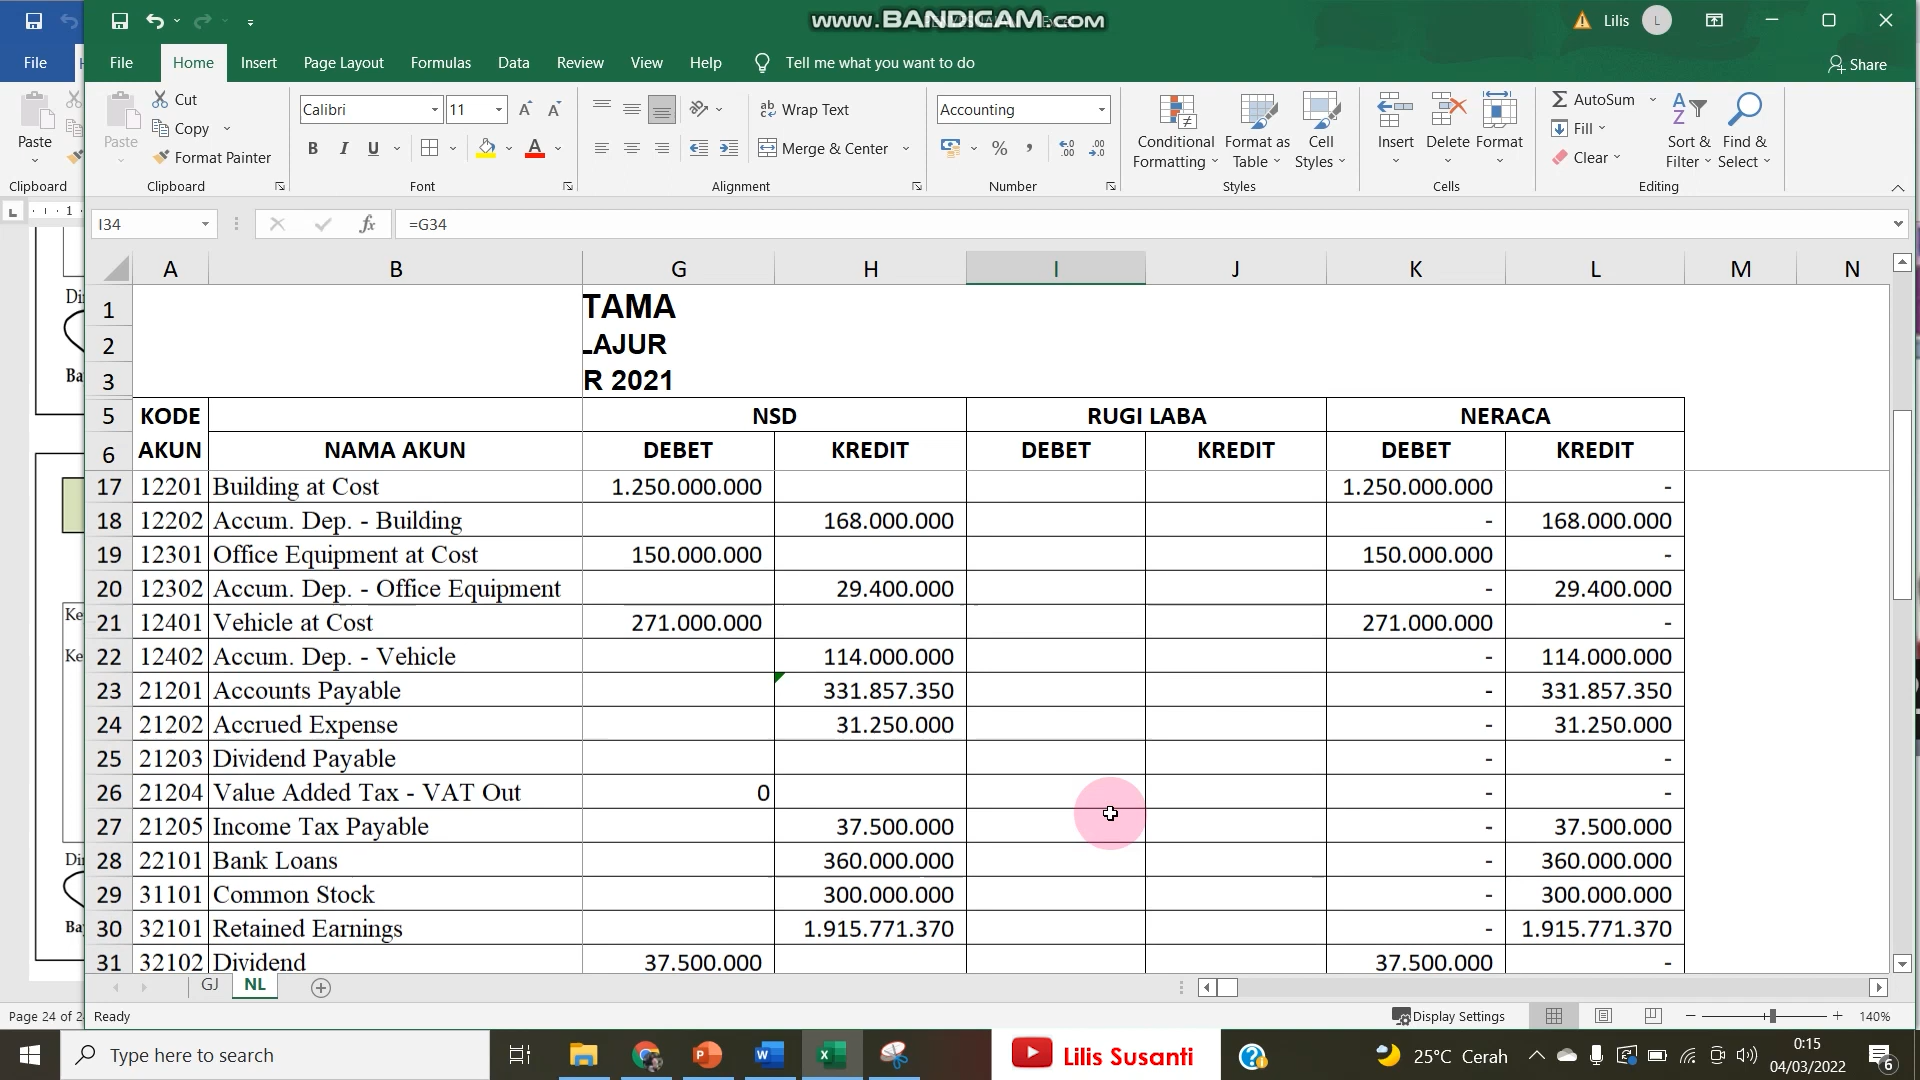 www.BANDICAM.com
Lilis L
File
File Home Insert Page Layout Formulas Data Review View Help Tell me what you want to do Share
Paste
Clipboard
Paste
Cut
Copy
Format Painter
Clipboard
Calibri 11
B I U A
Font
Wrap Text
Merge & Center
Alignment
Accounting
Number
Conditional Formatting
Format as Table
Cell Styles
Styles
Insert Delete Format
Cells
AutoSum
Fill
Clear
Sort & Filter
Find & Select
Editing
I34 fx =G34
A B G H I J K L M N
1 TAMA
2 LAJUR
3 R 2021
5 KODE NSD RUGI LABA NERACA
6 AKUN NAMA AKUN DEBET KREDIT DEBET KREDIT DEBET KREDIT
17 12201 Building at Cost 1.250.000.000 1.250.000.000 -
18 12202 Accum. Dep. - Building 168.000.000 - 168.000.000
19 12301 Office Equipment at Cost 150.000.000 150.000.000 -
20 12302 Accum. Dep. - Office Equipment 29.400.000 - 29.400.000
21 12401 Vehicle at Cost 271.000.000 271.000.000 -
22 12402 Accum. Dep. - Vehicle 114.000.000 - 114.000.000
23 21201 Accounts Payable 331.857.350 - 331.857.350
24 21202 Accrued Expense 31.250.000 - 31.250.000
25 21203 Dividend Payable - -
26 21204 Value Added Tax - VAT Out 0 - -
27 21205 Income Tax Payable 37.500.000 - 37.500.000
28 22101 Bank Loans 360.000.000 - 360.000.000
29 31101 Common Stock 300.000.000 - 300.000.000
30 32101 Retained Earnings 1.915.771.370 - 1.915.771.370
31 32102 Dividend 37.500.000 37.500.000 -
GJ NL
Page 24 of 2
Ready Display Settings 140%
Type here to search
Lilis Susanti
25°C Cerah
0:15
04/03/2022
6